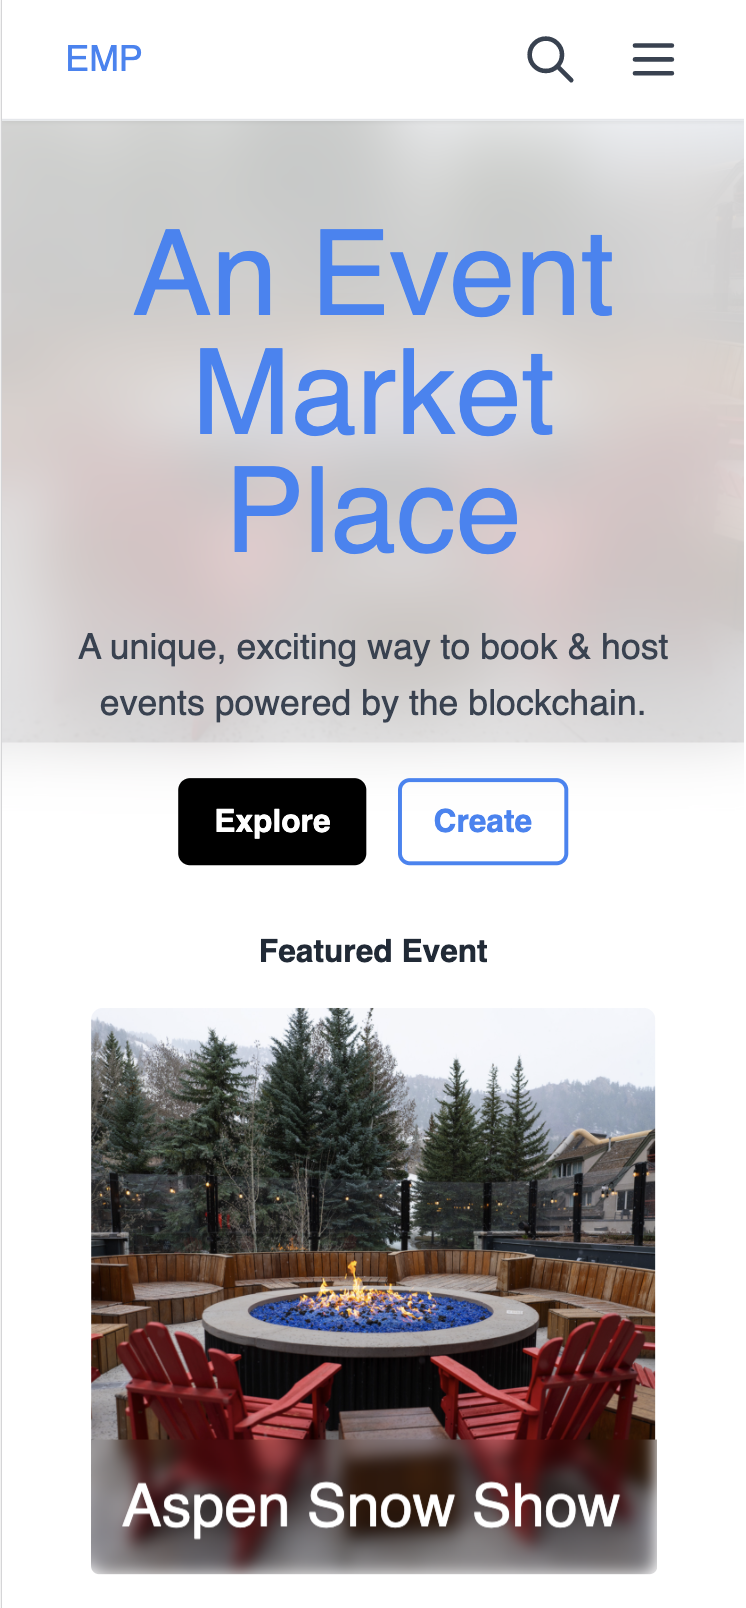 EMP
An Event
Market
Place
A unique, exciting way to book & host
events powered by the blockchain.
Explore
Create
Featured Event
Aspen Snow Show